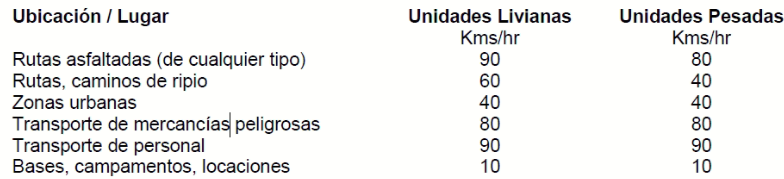 Ubicación / Lugar Unidades Livianas Unidades Pesadas
Kms/hr Kms/hr
Rutas asfaltadas (de cualquier tipo) 90 80
Rutas, caminos de ripio 60 40
Zonas urbanas 40 40
Transporte de mercancías peligrosas 80 80
Transporte de personal 90 90
Bases, campamentos, locaciones 10 10